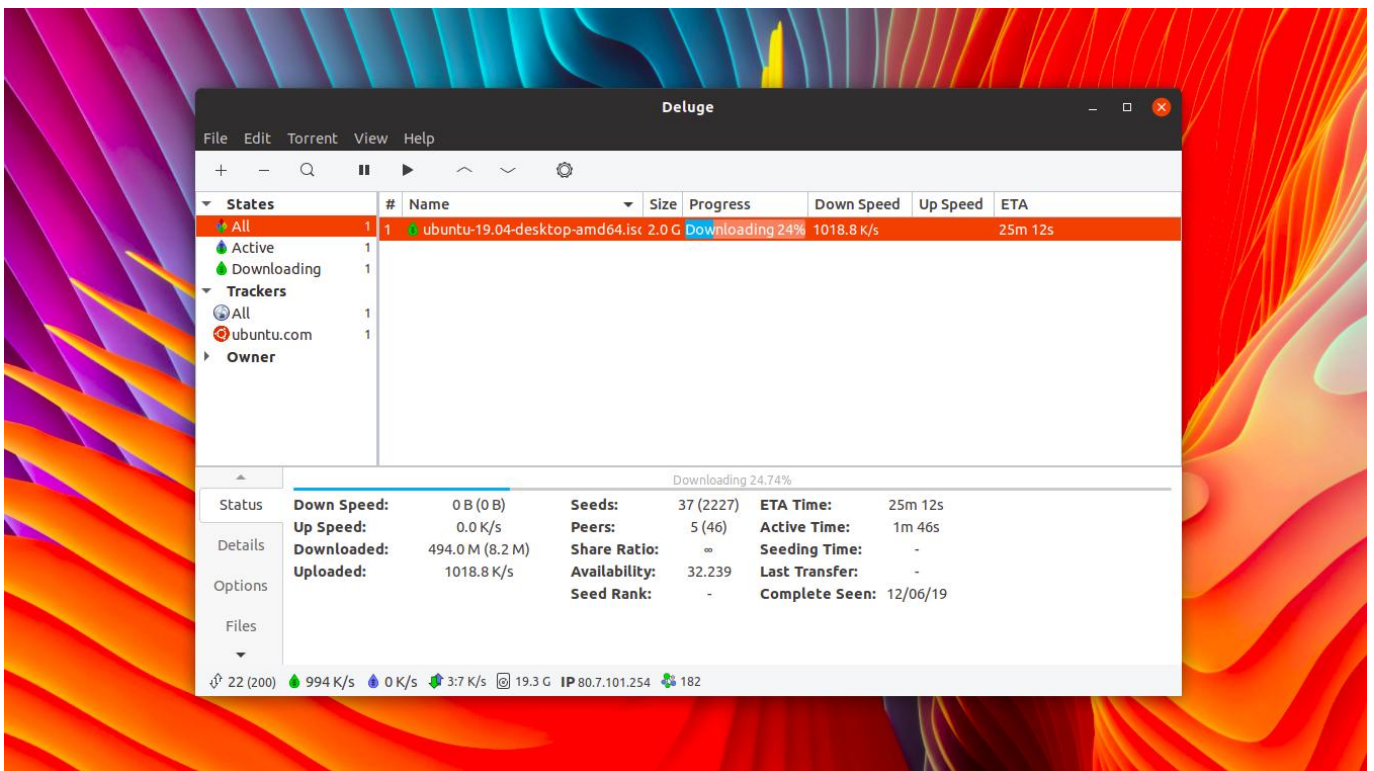 Deluge
File Edit Torrent View Help
States
All 1
Active 1
Downloading 1
Trackers
All 1
ubuntu.com 1
Owner
# Name Size Progress Down Speed Up Speed ETA
1 ubuntu-19.04-desktop-amd64.isc 2.0 G Downloading 24% 1018.8 K/s 25m 12s
Downloading 24.74%
Status
Details
Options
Files
Down Speed: 0 B (0 B) Seeds: 37 (2227) ETA Time: 25m 12s
Up Speed: 0.0 K/s Peers: 5 (46) Active Time: 1m 46s
Downloaded: 494.0 M (8.2 M) Share Ratio: ∞ Seeding Time: -
Uploaded: 1018.8 K/s Availability: 32.239 Last Transfer: -
Seed Rank: - Complete Seen: 12/06/19
22 (200) 994 K/s 0 K/s 3:7 K/s 19.3 G IP 80.7.101.254 182